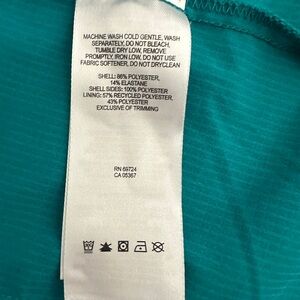 MACHINE WASH COLD GENTLE, WASH
SEPARATELY, DO NOT BLEACH,
TUMBLE DRY LOW, REMOVE
PROMPTLY, IRON LOW, DO NOT USE
FABRIC SOFTENER, DO NOT DRYCLEAN
SHELL: 86% POLYESTER,
14% ELASTANE
SHELL SIDES: 100% POLYESTER
LINING: 57% RECYCLED POLYESTER,
43% POLYESTER
EXCLUSIVE OF TRIMMING
RN 69724
CA 05367